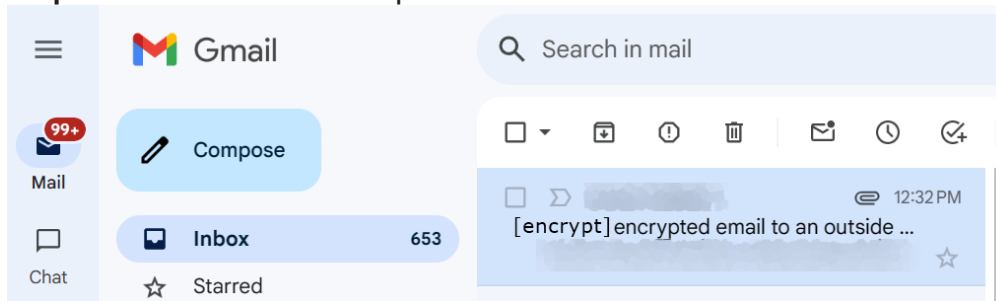 Gmail
Search in mail
99+
Mail
Compose
12:32 PM
[encrypt]encrypted email to an outside ...
Inbox 653
Chat
Starred